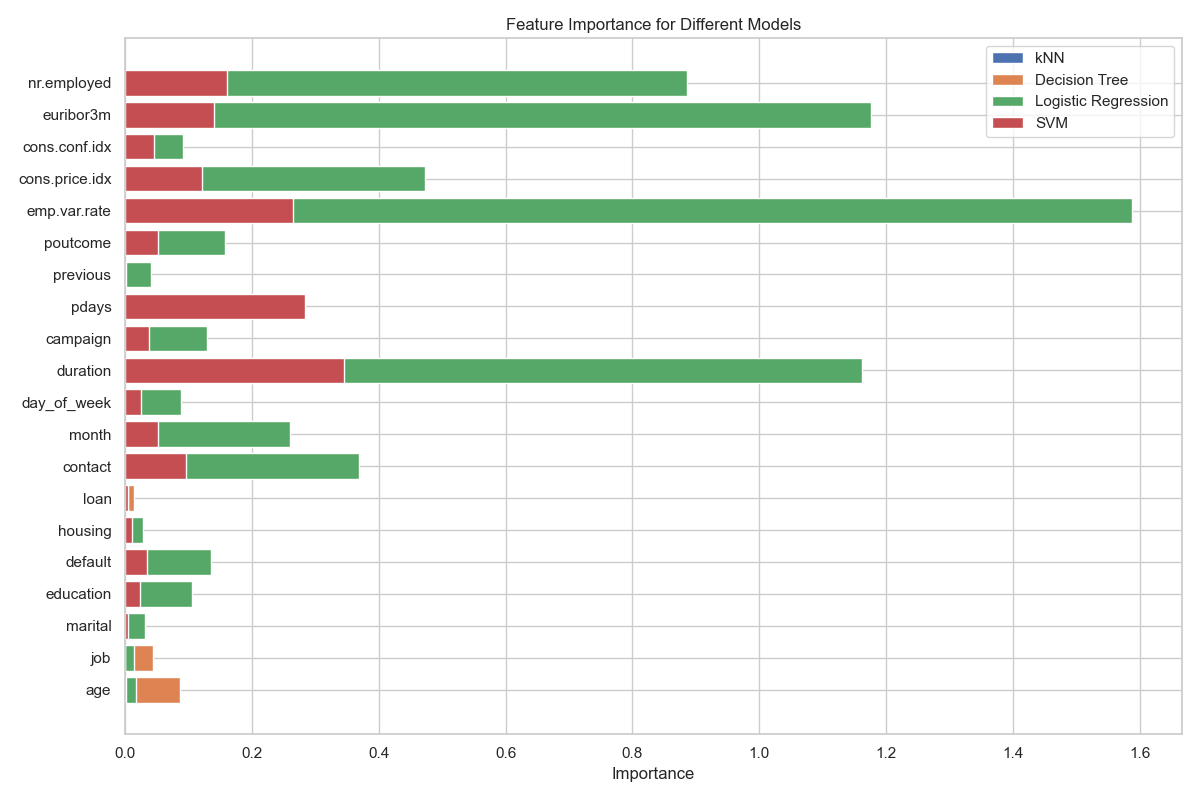 Feature Importance for Different Models
kNN
Decision Tree
Logistic Regression
SVM
nr.employed
euribor3m
cons.conf.idx
cons.price.idx
emp.var.rate
poutcome
previous
pdays
campaign
duration
day_of_week
month
contact
loan
housing
default
education
marital
job
age
0.0 0.2 0.4 0.6 0.8 1.0 1.2 1.4 1.6
Importance